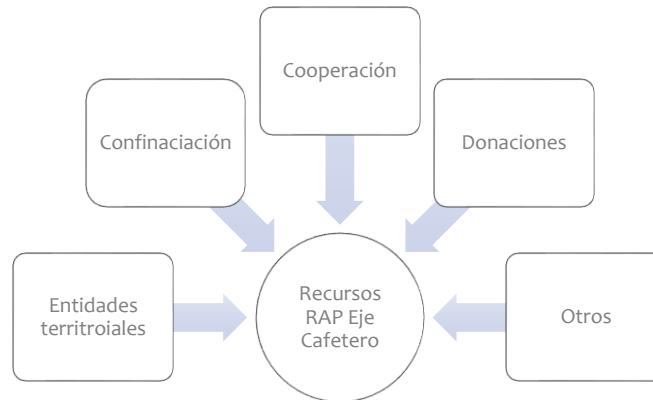 Cooperación
Confinaciación
Donaciones
Entidades
territroiales
Recursos
RAP Eje
Cafetero
Otros